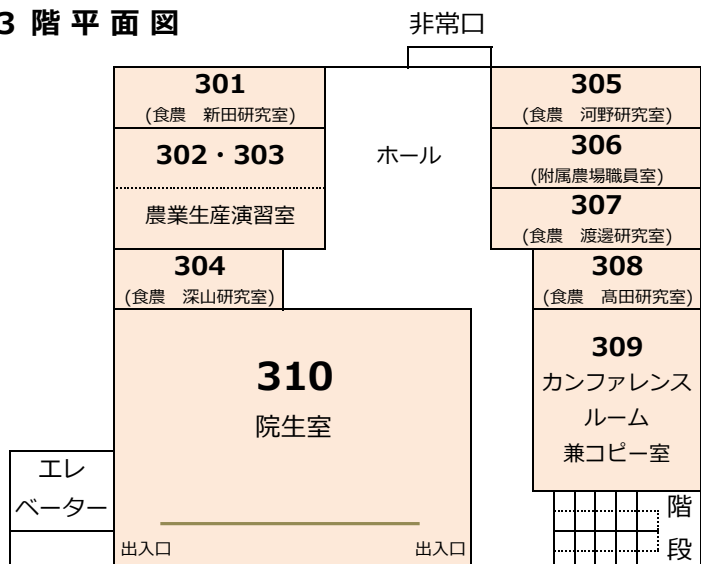 3 階 平 面 図
非常口
301
(食農　新田研究室)
302・303
農業生産演習室
304
(食農　深山研究室)
ホール
305
(食農　河野研究室)
306
(附属農場職員室)
307
(食農　渡邊研究室)
308
(食農　髙田研究室)
309
カンファレンス
ルーム
兼コピー室
310
院生室
出入口
出入口
エレ
ベーター
階
段